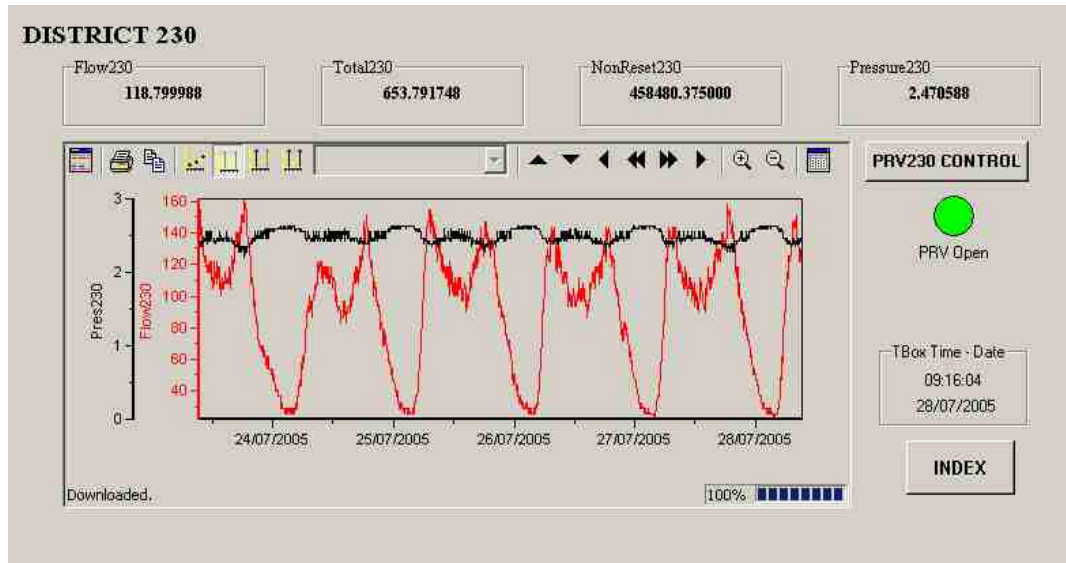 DISTRICT 230
Flow230
118.799988
Total230
653.791748
NonReset230
458480.375000
Pressure230
2.470588
PRV230 CONTROL
PRV Open
3
2
1
0
Pres230
160
140
120
100
80
60
40
Flow230
24/07/2005 25/07/2005 26/07/2005 27/07/2005 28/07/2005
TBox Time - Date
09:16:04
28/07/2005
INDEX
Downloaded.
100%